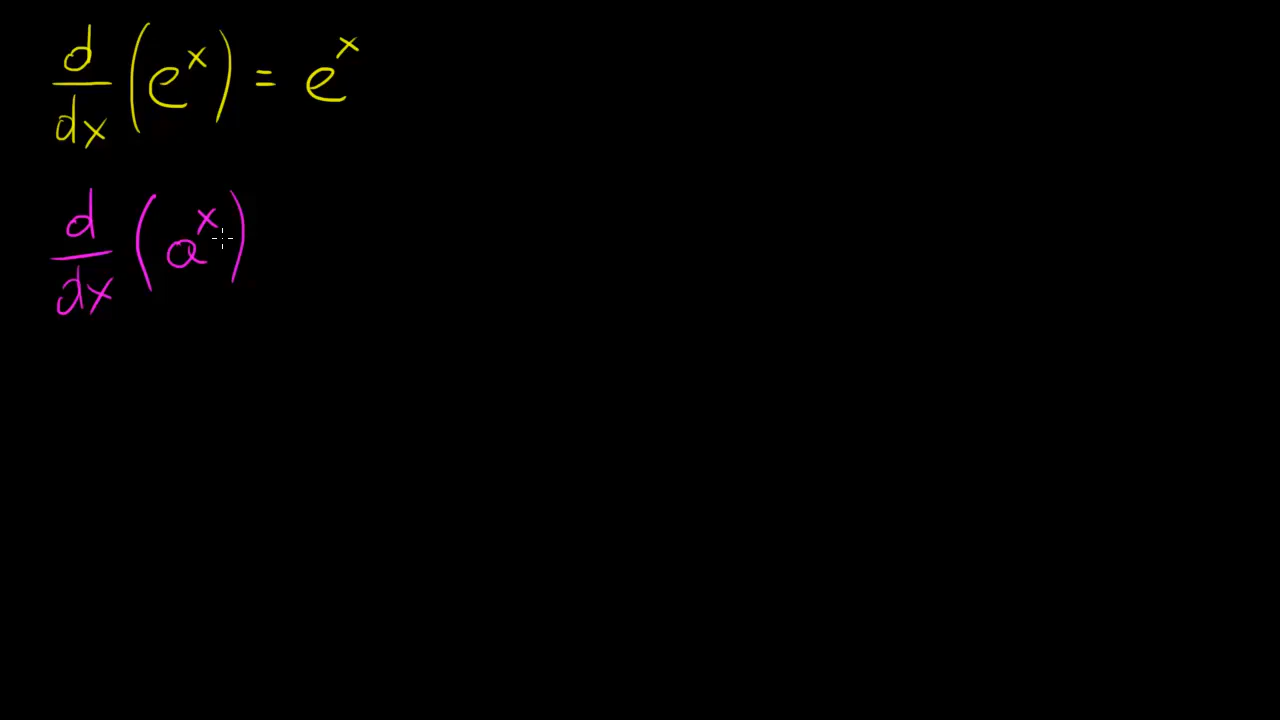 d/dx (e^x) = e^x
d/dx (a^x)